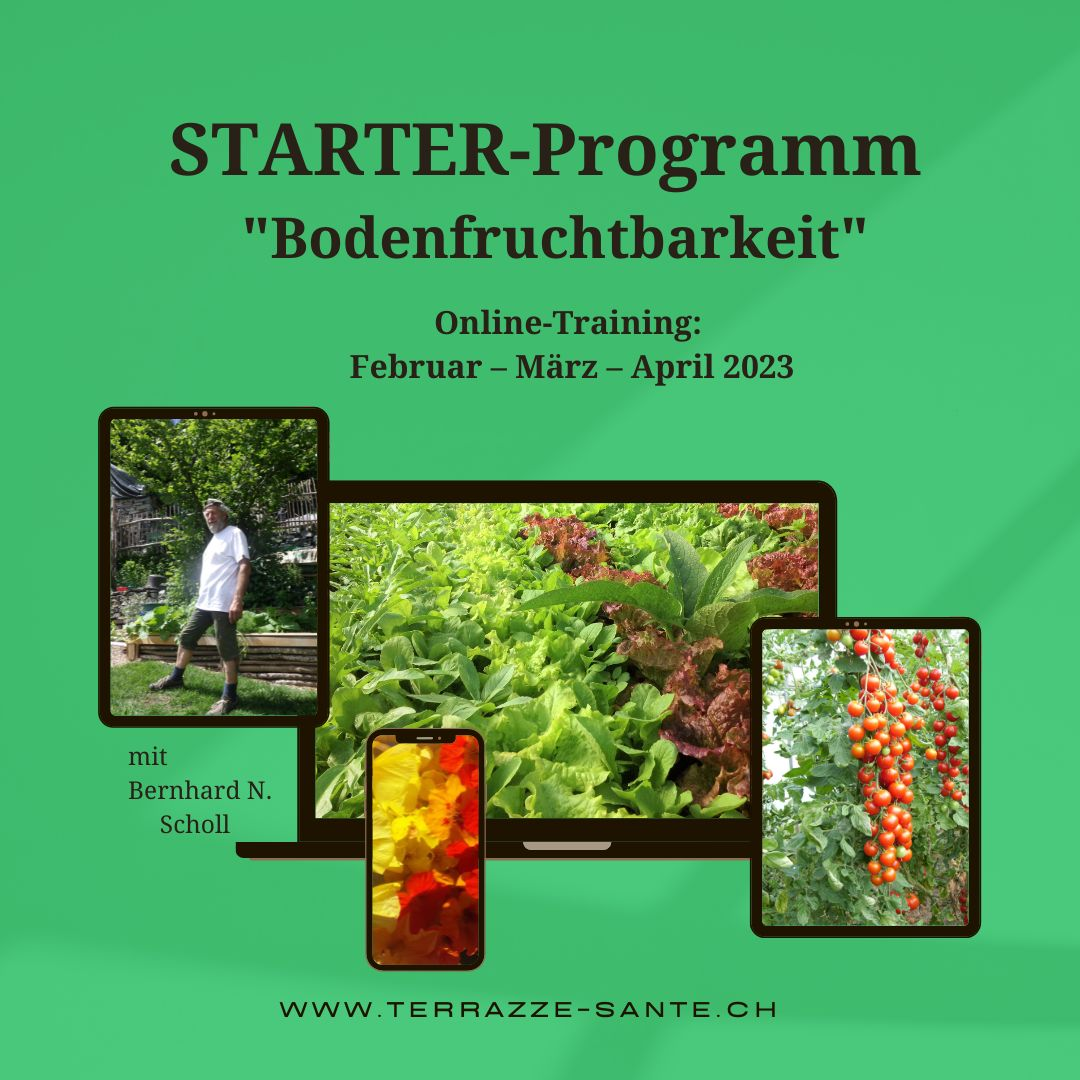 STARTER-Programm
"Bodenfruchtbarkeit"
Online-Training:
Februar – März – April 2023
mit
Bernhard N.
Scholl
WWW.TERRAZZE-SANTE.CH